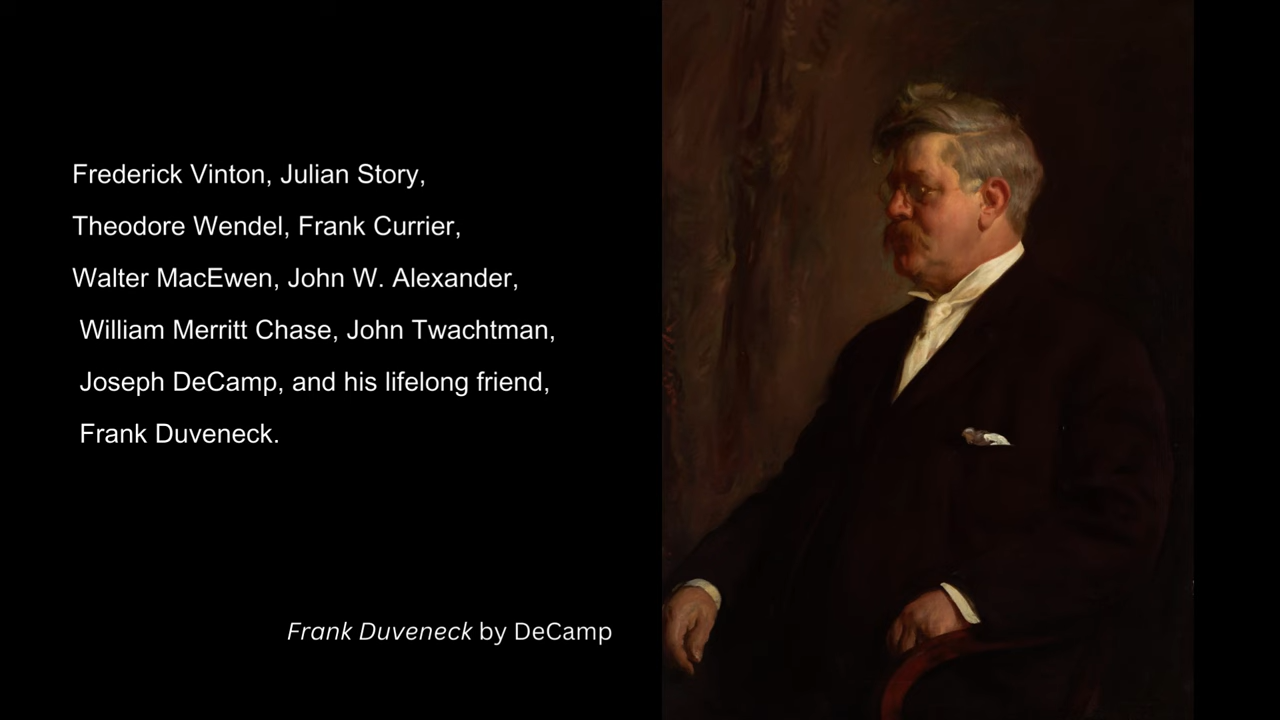 Frederick Vinton, Julian Story,
Theodore Wendel, Frank Currier,
Walter MacEwen, John W. Alexander,
William Merritt Chase, John Twachtman,
Joseph DeCamp, and his lifelong friend,
Frank Duveneck.
Frank Duveneck by DeCamp